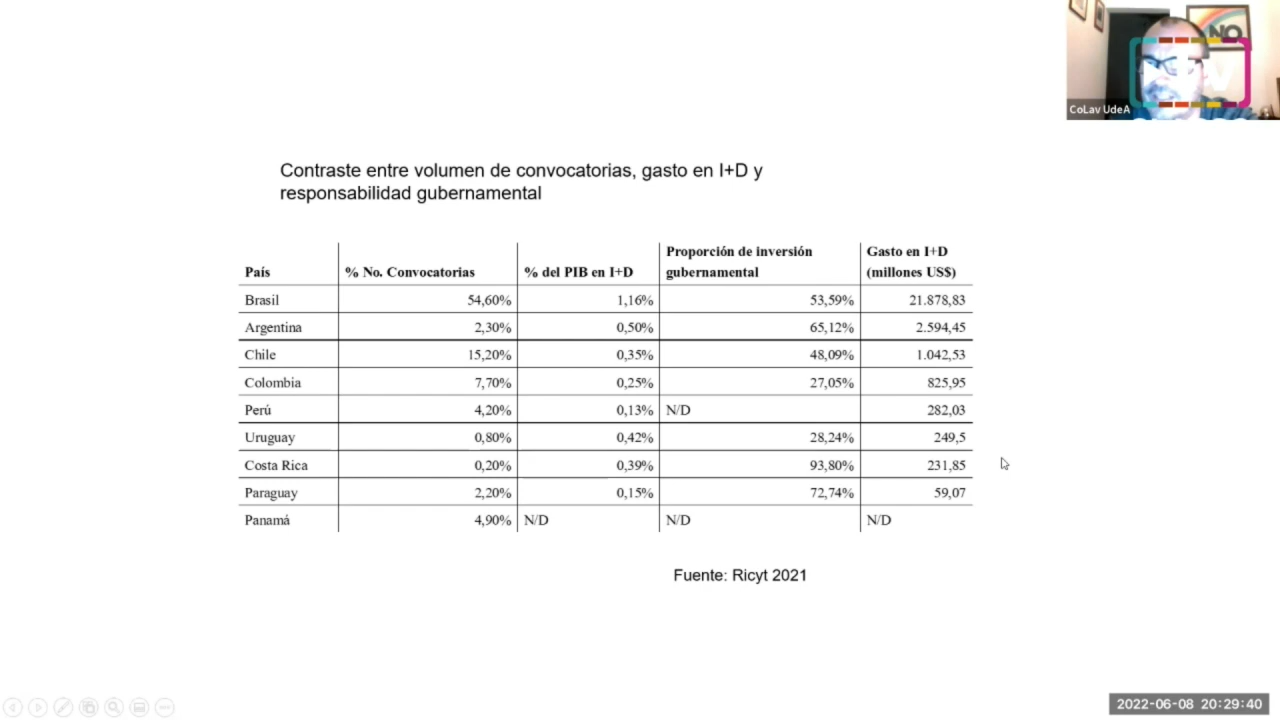 NO
CoLav UdeA
Contraste entre volumen de convocatorias, gasto en I+D y
responsabilidad gubernamental
País | % No. Convocatorias | % del PIB en I+D | Proporción de inversión gubernamental | Gasto en I+D (millones US$)
Brasil | 54,60% | 1,16% | 53,59% | 21.878,83
Argentina | 2,30% | 0,50% | 65,12% | 2.594,45
Chile | 15,20% | 0,35% | 48,09% | 1.042,53
Colombia | 7,70% | 0,25% | 27,05% | 825,95
Perú | 4,20% | 0,13% | N/D | 282,03
Uruguay | 0,80% | 0,42% | 28,24% | 249,5
Costa Rica | 0,20% | 0,39% | 93,80% | 231,85
Paraguay | 2,20% | 0,15% | 72,74% | 59,07
Panamá | 4,90% | N/D | N/D | N/D
Fuente: Ricyt 2021
2022-06-08 20:29:40